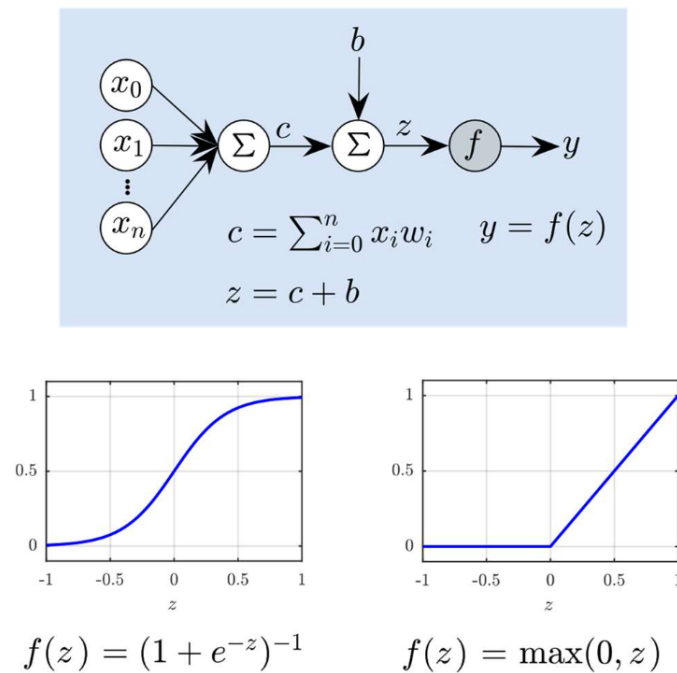 b
x₀
x₁
⋮
xₙ
Σ c Σ z f y
c = ∑ⁿᵢ₌₀ xᵢwᵢ y = f(z)
z = c + b
1
0.5
0
-1 -0.5 0 0.5 1
z
f(z) = (1 + e⁻ᶻ)⁻¹
1
0.5
0
-1 -0.5 0 0.5 1
z
f(z) = max(0, z)